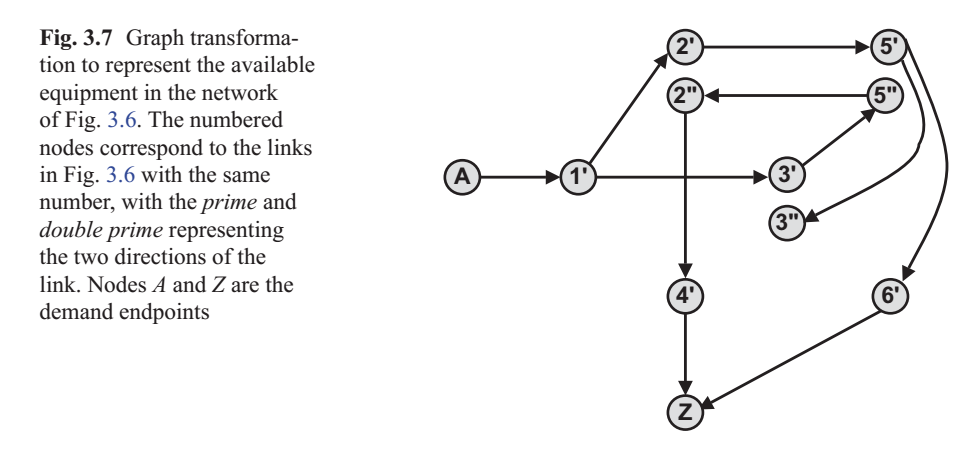 Fig. 3.7 Graph transforma-
tion to represent the available
equipment in the network
of Fig. 3.6. The numbered
nodes correspond to the links
in Fig. 3.6 with the same
number, with the prime and
double prime representing
the two directions of the
link. Nodes A and Z are the
demand endpoints
2'
5'
2"
5"
A
1'
3'
3"
4'
6'
Z